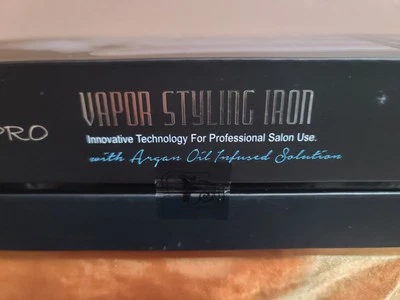 VAPOR STYLING IRON
PRO
Innovative Technology For Professional Salon Use.
with Argan Oil Infused Solution